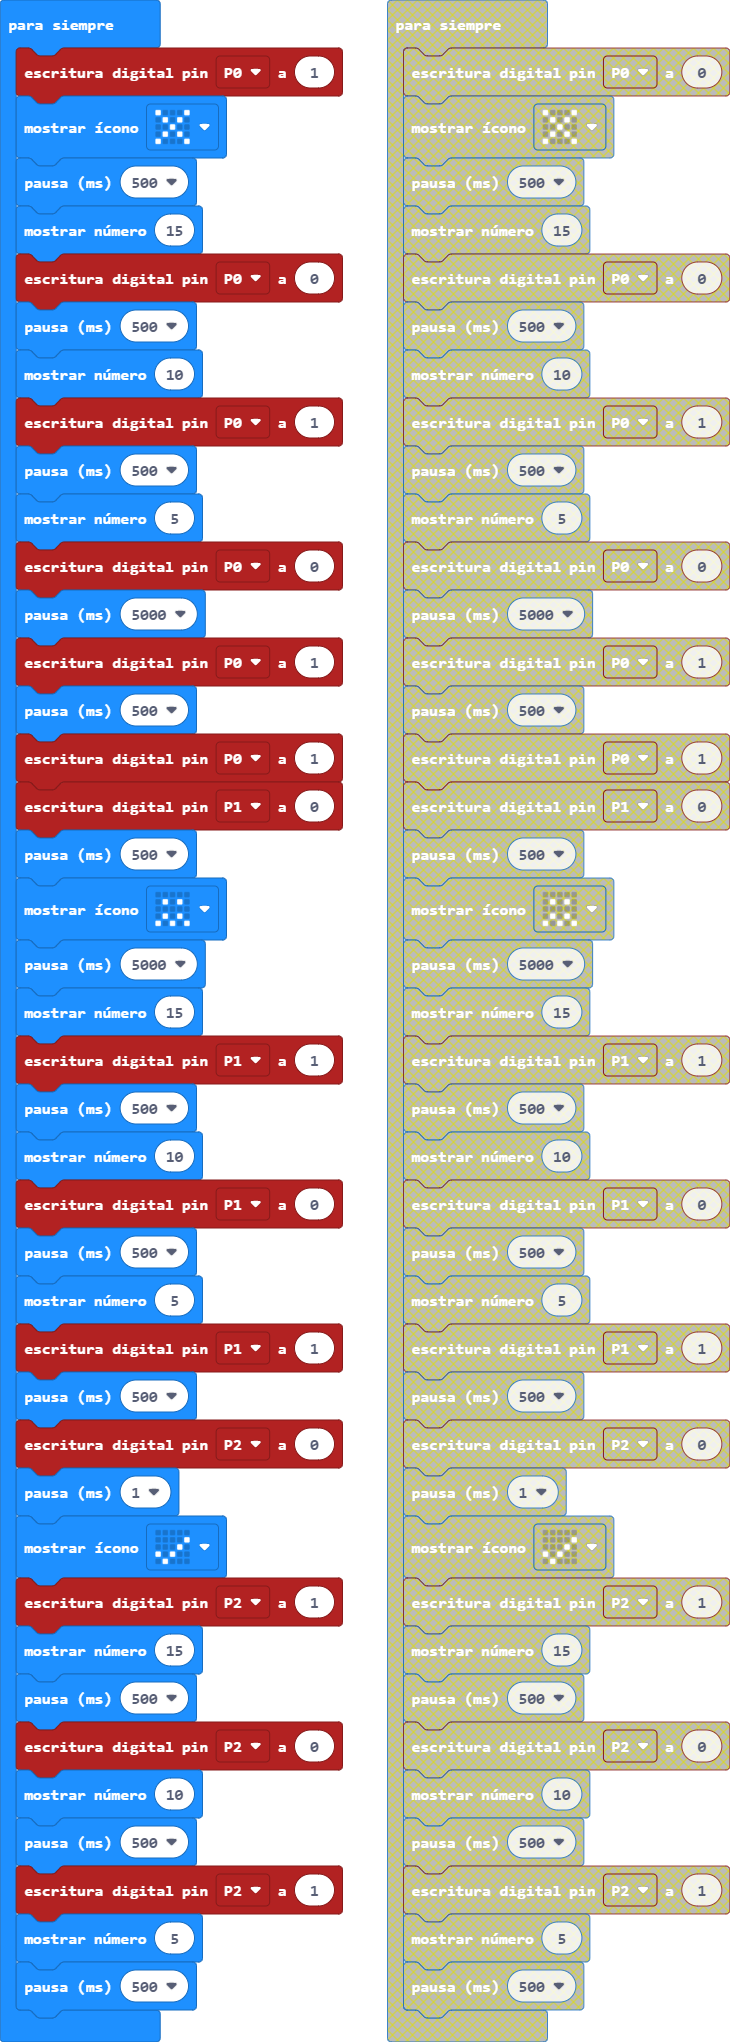 para siempre
escritura digital pin P0 a 1
mostrar ícono
pausa (ms) 500
mostrar número 15
escritura digital pin P0 a 0
pausa (ms) 500
mostrar número 10
escritura digital pin P0 a 1
pausa (ms) 500
mostrar número 5
escritura digital pin P0 a 0
pausa (ms) 5000
escritura digital pin P0 a 1
pausa (ms) 500
escritura digital pin P0 a 1
escritura digital pin P1 a 0
pausa (ms) 500
mostrar ícono
pausa (ms) 5000
mostrar número 15
escritura digital pin P1 a 1
pausa (ms) 500
mostrar número 10
escritura digital pin P1 a 0
pausa (ms) 500
mostrar número 5
escritura digital pin P1 a 1
pausa (ms) 500
escritura digital pin P2 a 0
pausa (ms) 1
mostrar ícono
escritura digital pin P2 a 1
mostrar número 15
pausa (ms) 500
escritura digital pin P2 a 0
mostrar número 10
pausa (ms) 500
escritura digital pin P2 a 1
mostrar número 5
pausa (ms) 500
para siempre
escritura digital pin P0 a 0
mostrar ícono
pausa (ms) 500
mostrar número 15
escritura digital pin P0 a 0
pausa (ms) 500
mostrar número 10
escritura digital pin P0 a 1
pausa (ms) 500
mostrar número 5
escritura digital pin P0 a 0
pausa (ms) 5000
escritura digital pin P0 a 1
pausa (ms) 500
escritura digital pin P0 a 1
escritura digital pin P1 a 0
pausa (ms) 500
mostrar ícono
pausa (ms) 5000
mostrar número 15
escritura digital pin P1 a 1
pausa (ms) 500
mostrar número 10
escritura digital pin P1 a 0
pausa (ms) 500
mostrar número 5
escritura digital pin P1 a 1
pausa (ms) 500
escritura digital pin P2 a 0
pausa (ms) 1
mostrar ícono
escritura digital pin P2 a 1
mostrar número 15
pausa (ms) 500
escritura digital pin P2 a 0
mostrar número 10
pausa (ms) 500
escritura digital pin P2 a 1
mostrar número 5
pausa (ms) 500